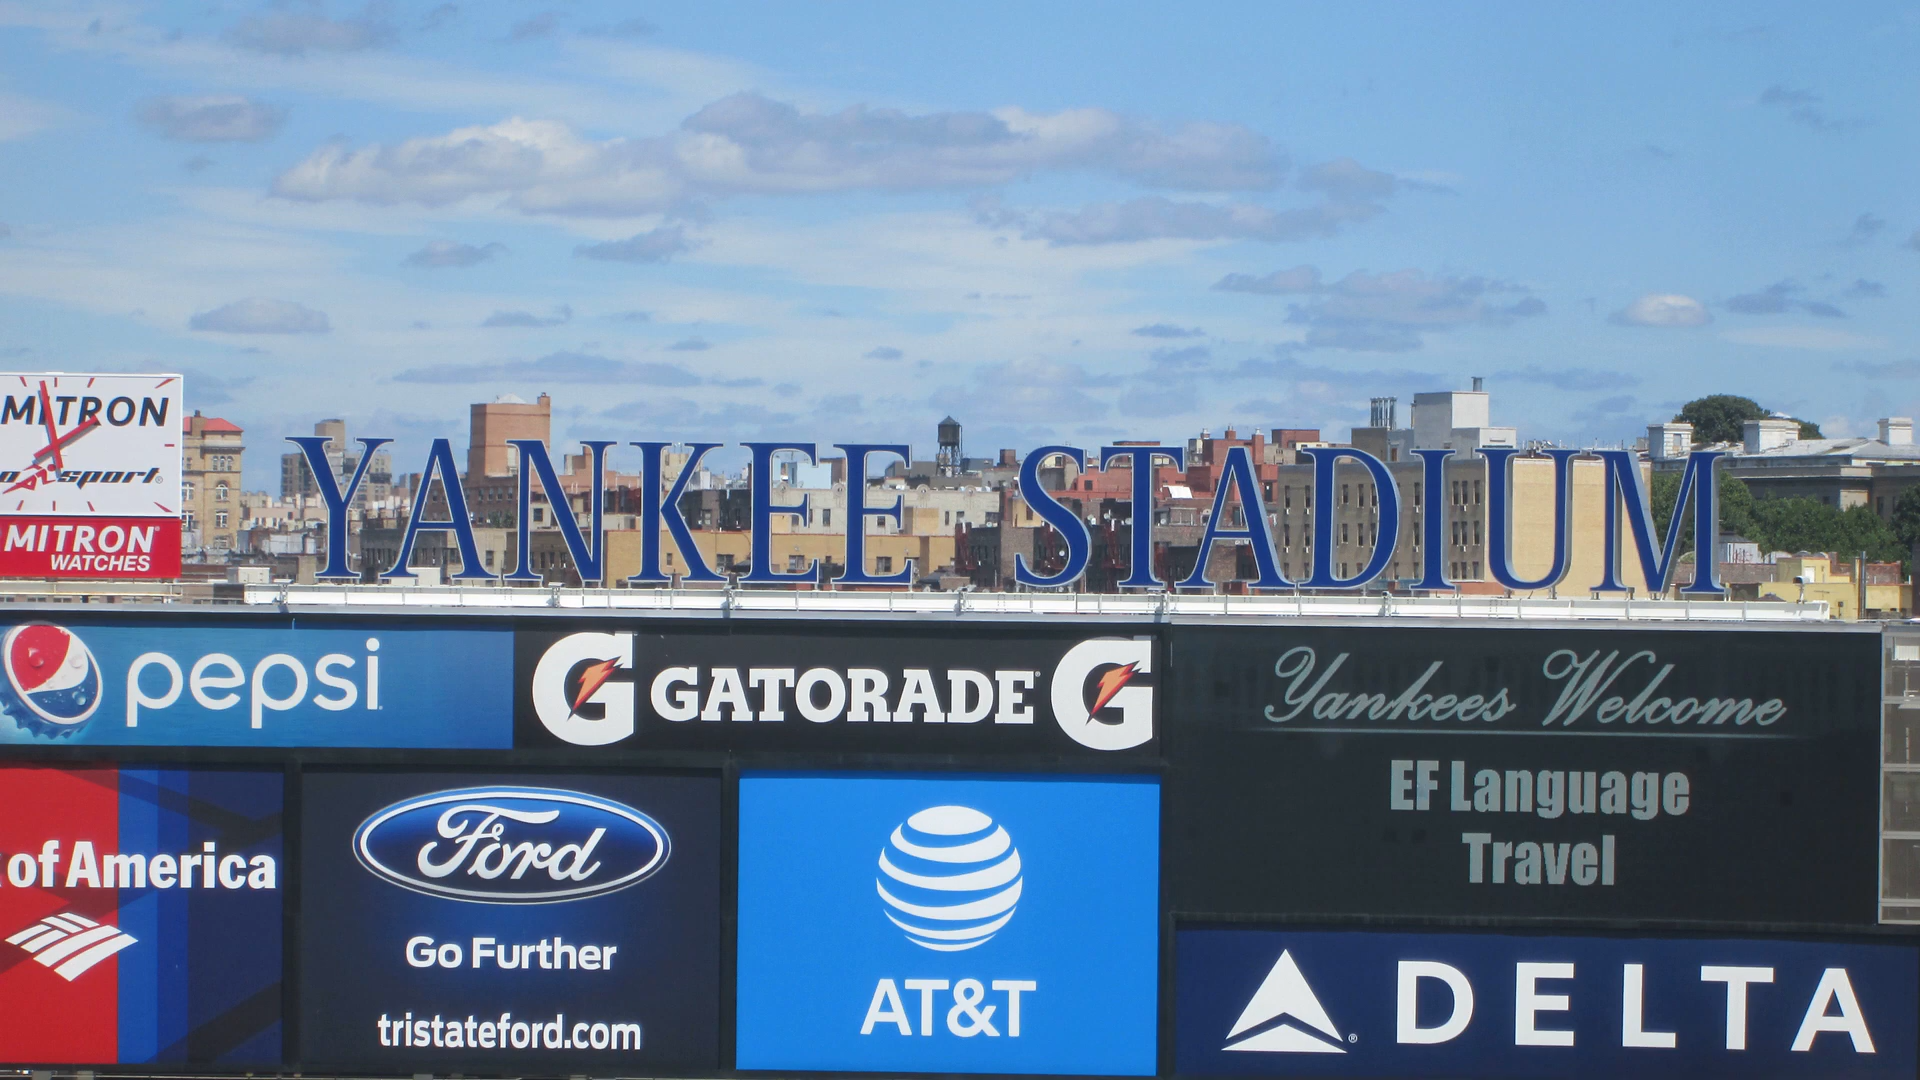 MITRON
sport
MITRON
WATCHES
YANKEE STADIUM
pepsi
G GATORADE G
Yankees Welcome
EF Language
Travel
of America
Ford
Go Further
tristateford.com
AT&T
DELTA